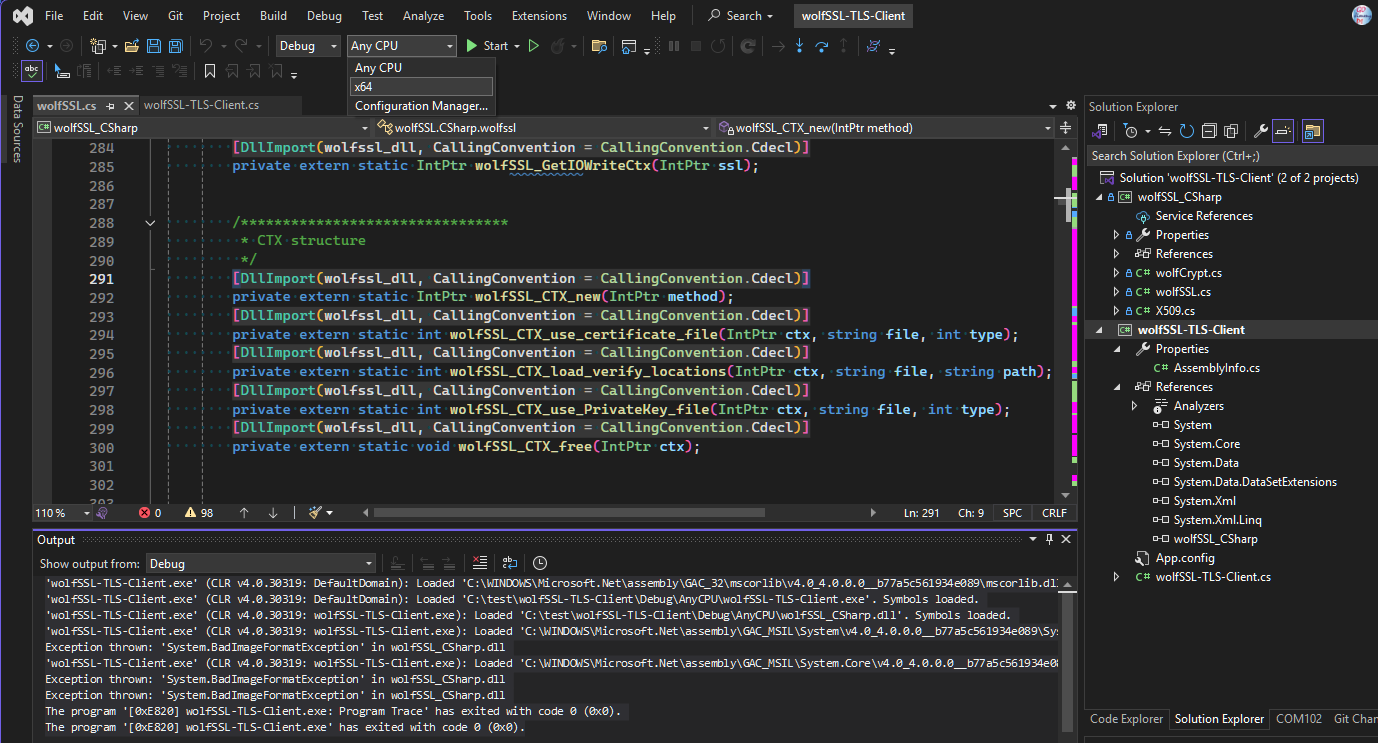 File Edit View Git Project Build Debug Test Analyze Tools Extensions Window Help Search wolfSSL-TLS-Client
Debug Any CPU Start
Any CPU
x64
Configuration Manager...
abc
Data Sources
wolfSSL.cs wolfSSL-TLS-Client.cs
wolfSSL_CSharp wolfSSL.CSharp.wolfssl wolfSSL_CTX_new(IntPtr method)
284 [DllImport(wolfssl_dll, CallingConvention = CallingConvention.Cdecl)]
285 private extern static IntPtr wolfSSL_GetIOWriteCtx(IntPtr ssl);
286
287
288 /********************************
289 * CTX structure
290 */
291 [DllImport(wolfssl_dll, CallingConvention = CallingConvention.Cdecl)]
292 private extern static IntPtr wolfSSL_CTX_new(IntPtr method);
293 [DllImport(wolfssl_dll, CallingConvention = CallingConvention.Cdecl)]
294 private extern static int wolfSSL_CTX_use_certificate_file(IntPtr ctx, string file, int type);
295 [DllImport(wolfssl_dll, CallingConvention = CallingConvention.Cdecl)]
296 private extern static int wolfSSL_CTX_load_verify_locations(IntPtr ctx, string file, string path);
297 [DllImport(wolfssl_dll, CallingConvention = CallingConvention.Cdecl)]
298 private extern static int wolfSSL_CTX_use_PrivateKey_file(IntPtr ctx, string file, int type);
299 [DllImport(wolfssl_dll, CallingConvention = CallingConvention.Cdecl)]
300 private extern static void wolfSSL_CTX_free(IntPtr ctx);
301
302
303
110 % 0 98 Ln: 291 Ch: 9 SPC CRLF
Output
Show output from: Debug
'wolfSSL-TLS-Client.exe' (CLR v4.0.30319: DefaultDomain): Loaded 'C:\WINDOWS\Microsoft.Net\assembly\GAC_32\mscorlib\v4.0_4.0.0.0__b77a5c561934e089\mscorlib.dl
'wolfSSL-TLS-Client.exe' (CLR v4.0.30319: DefaultDomain): Loaded 'C:\test\wolfSSL-TLS-Client\Debug\AnyCPU\wolfSSL-TLS-Client.exe'. Symbols loaded.
'wolfSSL-TLS-Client.exe' (CLR v4.0.30319: wolfSSL-TLS-Client.exe): Loaded 'C:\test\wolfSSL-TLS-Client\Debug\AnyCPU\wolfSSL_CSharp.dll'. Symbols loaded.
'wolfSSL-TLS-Client.exe' (CLR v4.0.30319: wolfSSL-TLS-Client.exe): Loaded 'C:\WINDOWS\Microsoft.Net\assembly\GAC_MSIL\System\v4.0_4.0.0.0__b77a5c561934e089\Sys
Exception thrown: 'System.BadImageFormatException' in wolfSSL_CSharp.dll
'wolfSSL-TLS-Client.exe' (CLR v4.0.30319: wolfSSL-TLS-Client.exe): Loaded 'C:\WINDOWS\Microsoft.Net\assembly\GAC_MSIL\System.Core\v4.0_4.0.0.0__b77a5c561934e08
Exception thrown: 'System.BadImageFormatException' in wolfSSL_CSharp.dll
Exception thrown: 'System.BadImageFormatException' in wolfSSL_CSharp.dll
The program '[0xE820] wolfSSL-TLS-Client.exe: Program Trace' has exited with code 0 (0x0).
The program '[0xE820] wolfSSL-TLS-Client.exe' has exited with code 0 (0x0).
Solution Explorer
Search Solution Explorer (Ctrl+;)
Solution 'wolfSSL-TLS-Client' (2 of 2 projects)
C# wolfSSL_CSharp
Service References
Properties
References
C# wolfCrypt.cs
C# wolfSSL.cs
C# X509.cs
C# wolfSSL-TLS-Client
Properties
C# AssemblyInfo.cs
References
Analyzers
System
System.Core
System.Data
System.Data.DataSetExtensions
System.Xml
System.Xml.Linq
wolfSSL_CSharp
App.config
C# wolfSSL-TLS-Client.cs
Code Explorer Solution Explorer COM102 Git Chan